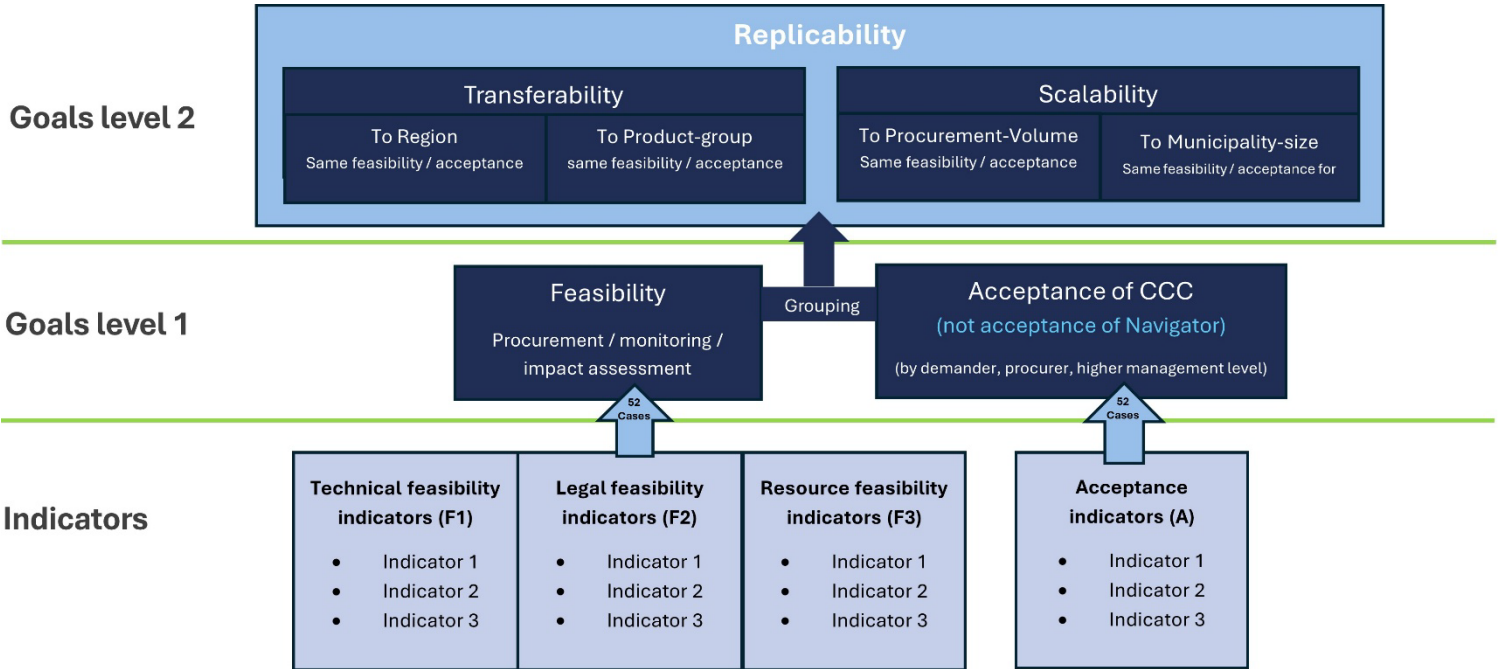 Replicability
Goals level 2
Transferability
To Region
Same feasibility / acceptance
To Product-group
same feasibility / acceptance
Scalability
To Procurement-Volume
Same feasibility / acceptance
To Municipality-size
Same feasibility / acceptance for
Goals level 1
Feasibility
Procurement / monitoring /
impact assessment
Grouping
Acceptance of CCC
(not acceptance of Navigator)
(by demander, procurer, higher management level)
52
Cases
52
Cases
Indicators
Technical feasibility
indicators (F1)
• Indicator 1
• Indicator 2
• Indicator 3
Legal feasibility
indicators (F2)
• Indicator 1
• Indicator 2
• Indicator 3
Resource feasibility
indicators (F3)
• Indicator 1
• Indicator 2
• Indicator 3
Acceptance
indicators (A)
• Indicator 1
• Indicator 2
• Indicator 3